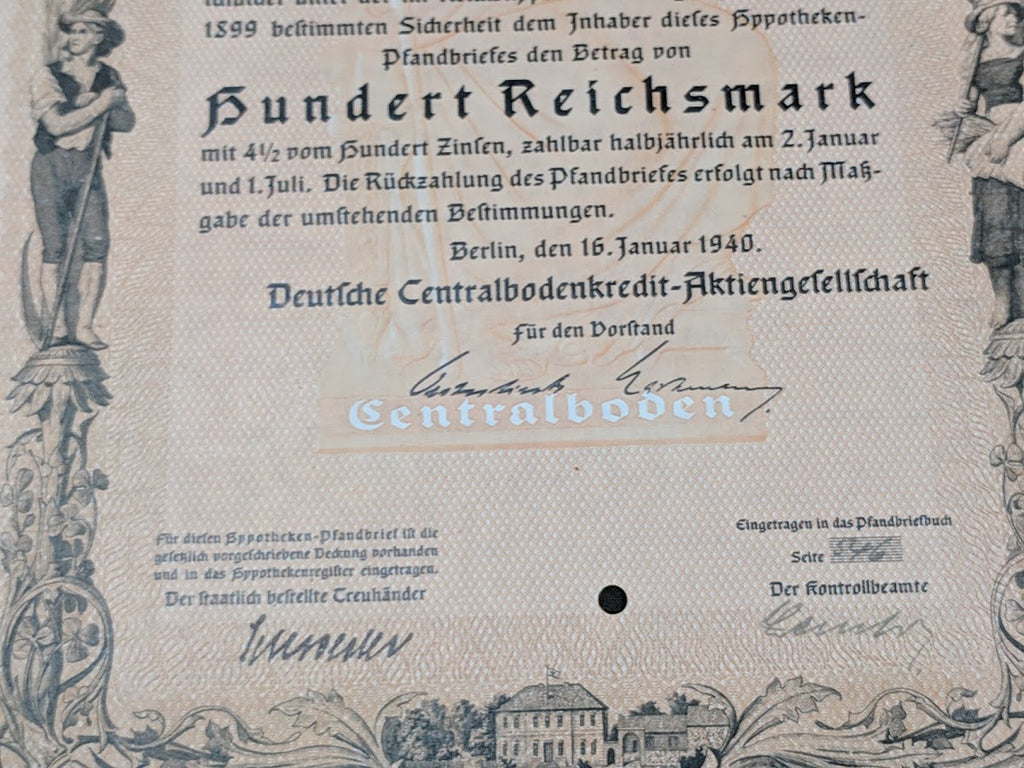 1899 bestimmten Sicherheit dem Inhaber dieses Hypotheken-
Pfandbriefes den Betrag von
Hundert Reichsmark
mit 4½ vom Hundert Zinsen, zahlbar halbjährlich am 2. Januar
und 1. Juli. Die Rückzahlung des Pfandbriefes erfolgt nach Maß-
gabe der umstehenden Bestimmungen.
Berlin, den 16. Januar 1940.
Deutsche Centralbodenkredit-Aktiengesellschaft
Für den Vorstand
Centralboden
Für diesen Hypotheken-Pfandbrief ist die
gesetzlich vorgeschriebene Deckung vorhanden
und in das Hypothekenregister eingetragen.
Der staatlich bestellte Treuhänder
Eingetragen in das Pfandbriefbuch
Seite
Der Kontrollbeamte